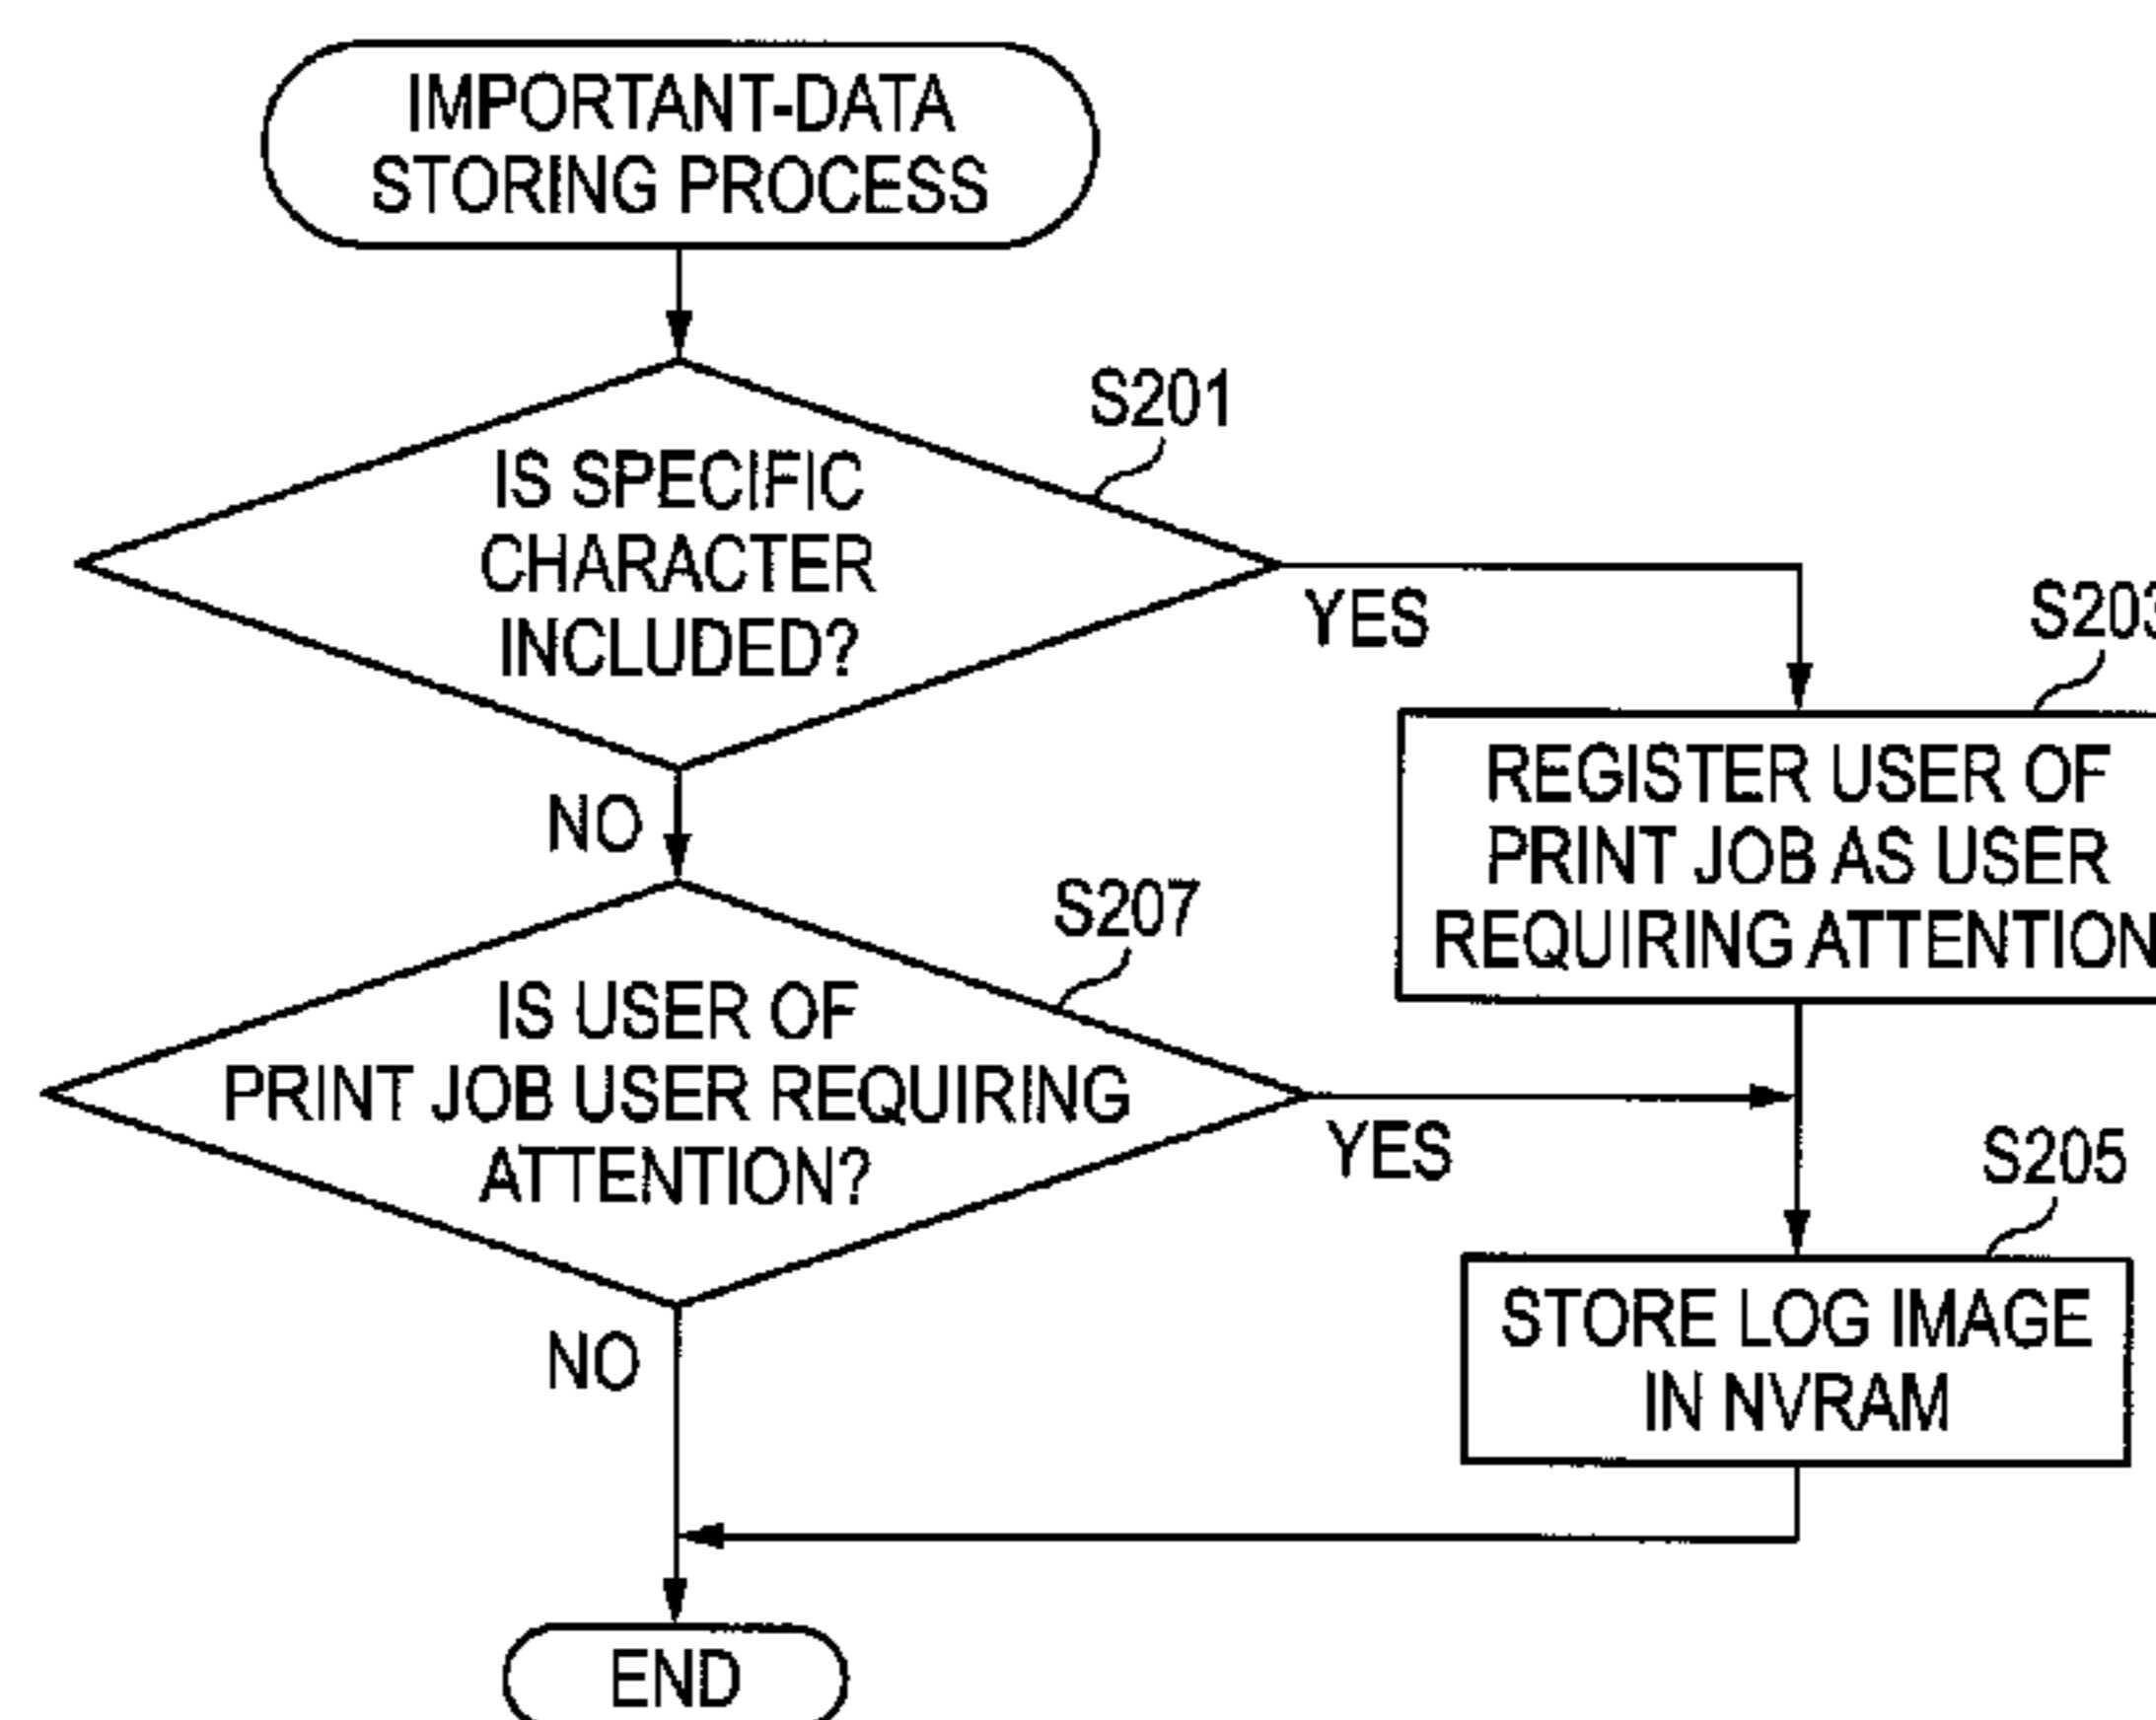 IMPORTANT-DATA
STORING PROCESS
S201
IS SPECIFIC
CHARACTER
INCLUDED?
YES
NO
S203
REGISTER USER OF
PRINT JOB AS USER
REQUIRING ATTENTION
S207
IS USER OF
PRINT JOB USER REQUIRING
ATTENTION?
YES
NO
S205
STORE LOG IMAGE
IN NVRAM
END